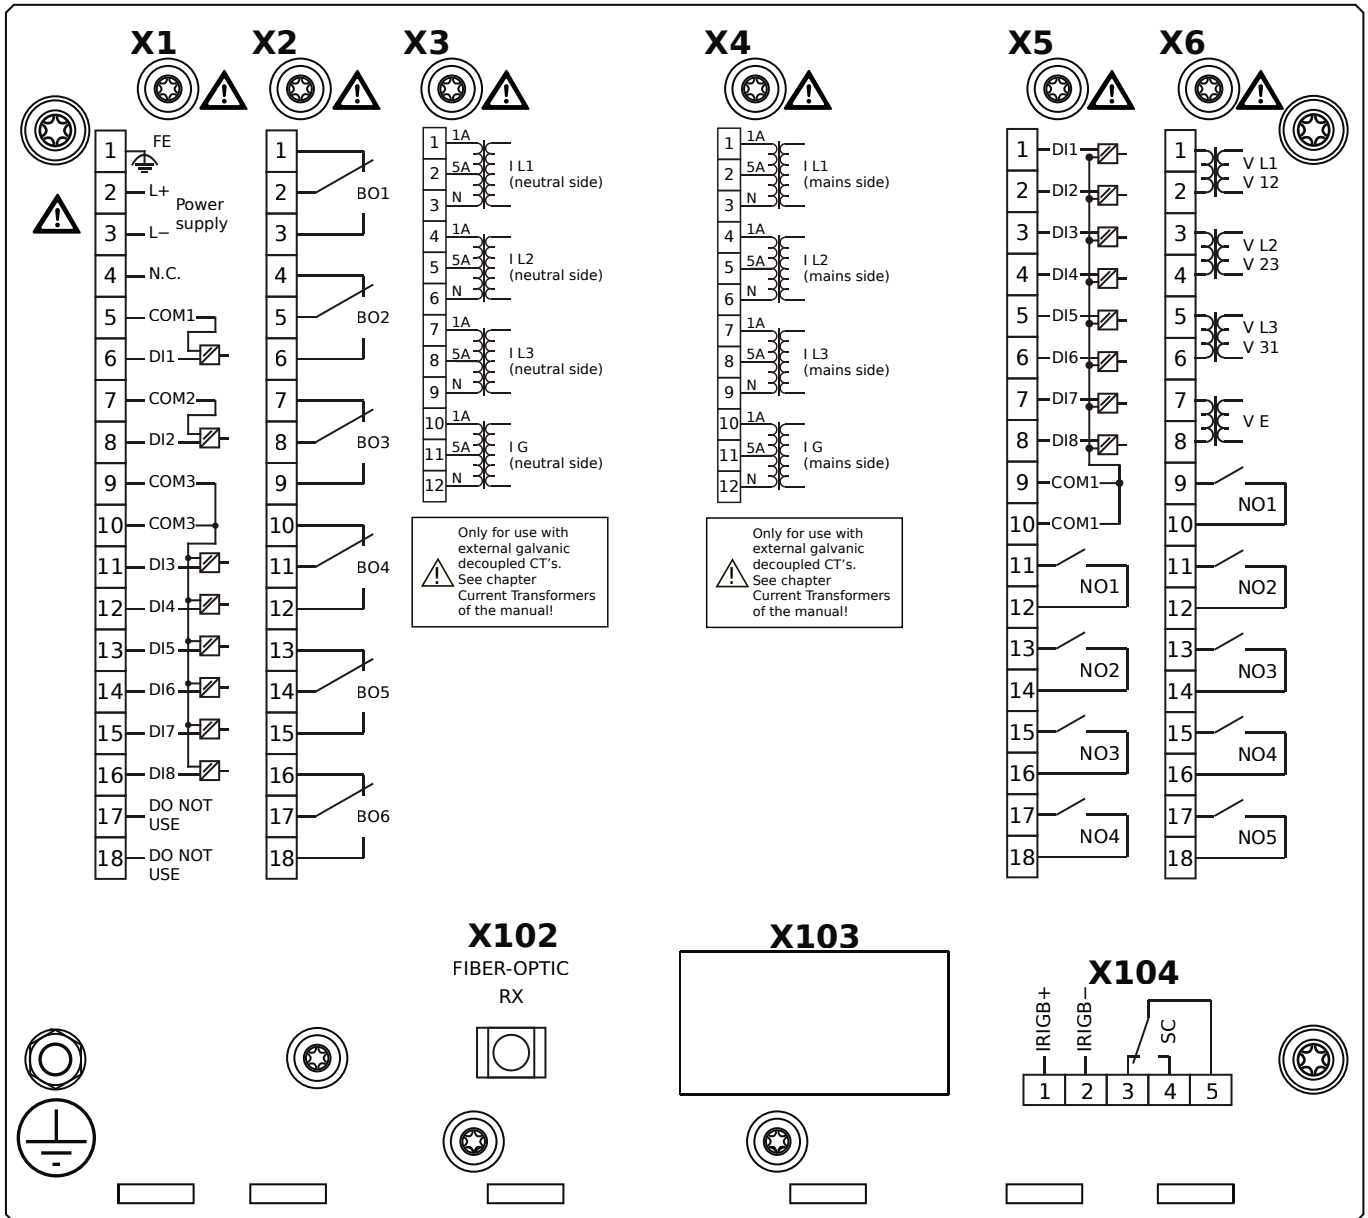 X1 X2 X3 X4 X5 X6
1 FE
2 L+
Power
supply
3 L−
4 N.C.
5 COM1
6 DI1
7 COM2
8 DI2
9 COM3
10 COM3
11 DI3
12 DI4
13 DI5
14 DI6
15 DI7
16 DI8
17 DO NOT
USE
18 DO NOT
USE
1
2 BO1
3
4
5 BO2
6
7
8 BO3
9
10
11 BO4
12
13
14 BO5
15
16
17 BO6
18
1 1A
2 5A
3 N
I L1
(neutral side)
4 1A
5 5A
6 N
I L2
(neutral side)
7 1A
8 5A
9 N
I L3
(neutral side)
10 1A
11 5A
12 N
I G
(neutral side)
Only for use with
external galvanic
decoupled CT's.
See chapter
Current Transformers
of the manual!
1 1A
2 5A
3 N
I L1
(mains side)
4 1A
5 5A
6 N
I L2
(mains side)
7 1A
8 5A
9 N
I L3
(mains side)
10 1A
11 5A
12 N
I G
(mains side)
Only for use with
external galvanic
decoupled CT's.
See chapter
Current Transformers
of the manual!
1 DI1
2 DI2
3 DI3
4 DI4
5 DI5
6 DI6
7 DI7
8 DI8
9 COM1
10 COM1
11
NO1
12
13
NO2
14
15
NO3
16
17
NO4
18
1
V L1
V 12
2
3
V L2
V 23
4
5
V L3
V 31
6
7
V E
8
9
NO1
10
11
NO2
12
13
NO3
14
15
NO4
16
17
NO5
18
X102
FIBER-OPTIC
RX
X103
X104
IRIGB+
IRIGB−
SC
1 2 3 4 5